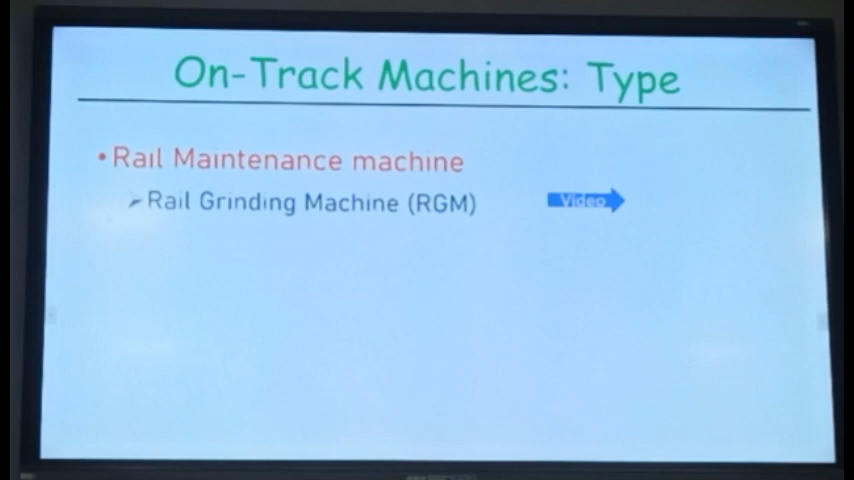 On-Track Machines: Type
• Rail Maintenance machine
➢ Rail Grinding Machine (RGM)
Video